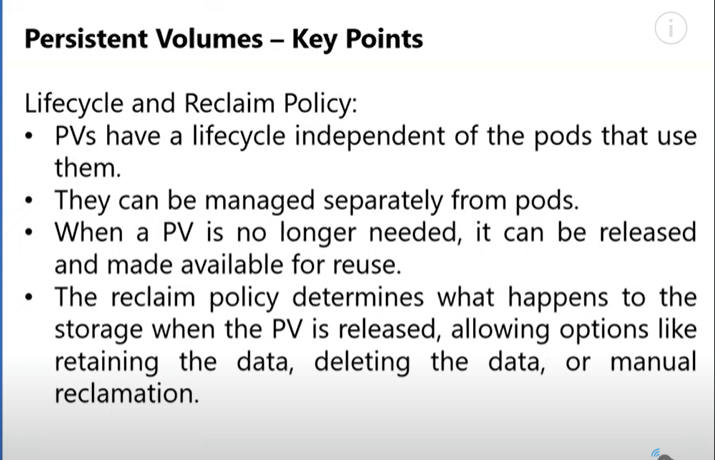 Persistent Volumes – Key Points
i
Lifecycle and Reclaim Policy:
• PVs have a lifecycle independent of the pods that use
them.
• They can be managed separately from pods.
• When a PV is no longer needed, it can be released
and made available for reuse.
• The reclaim policy determines what happens to the
storage when the PV is released, allowing options like
retaining the data, deleting the data, or manual
reclamation.